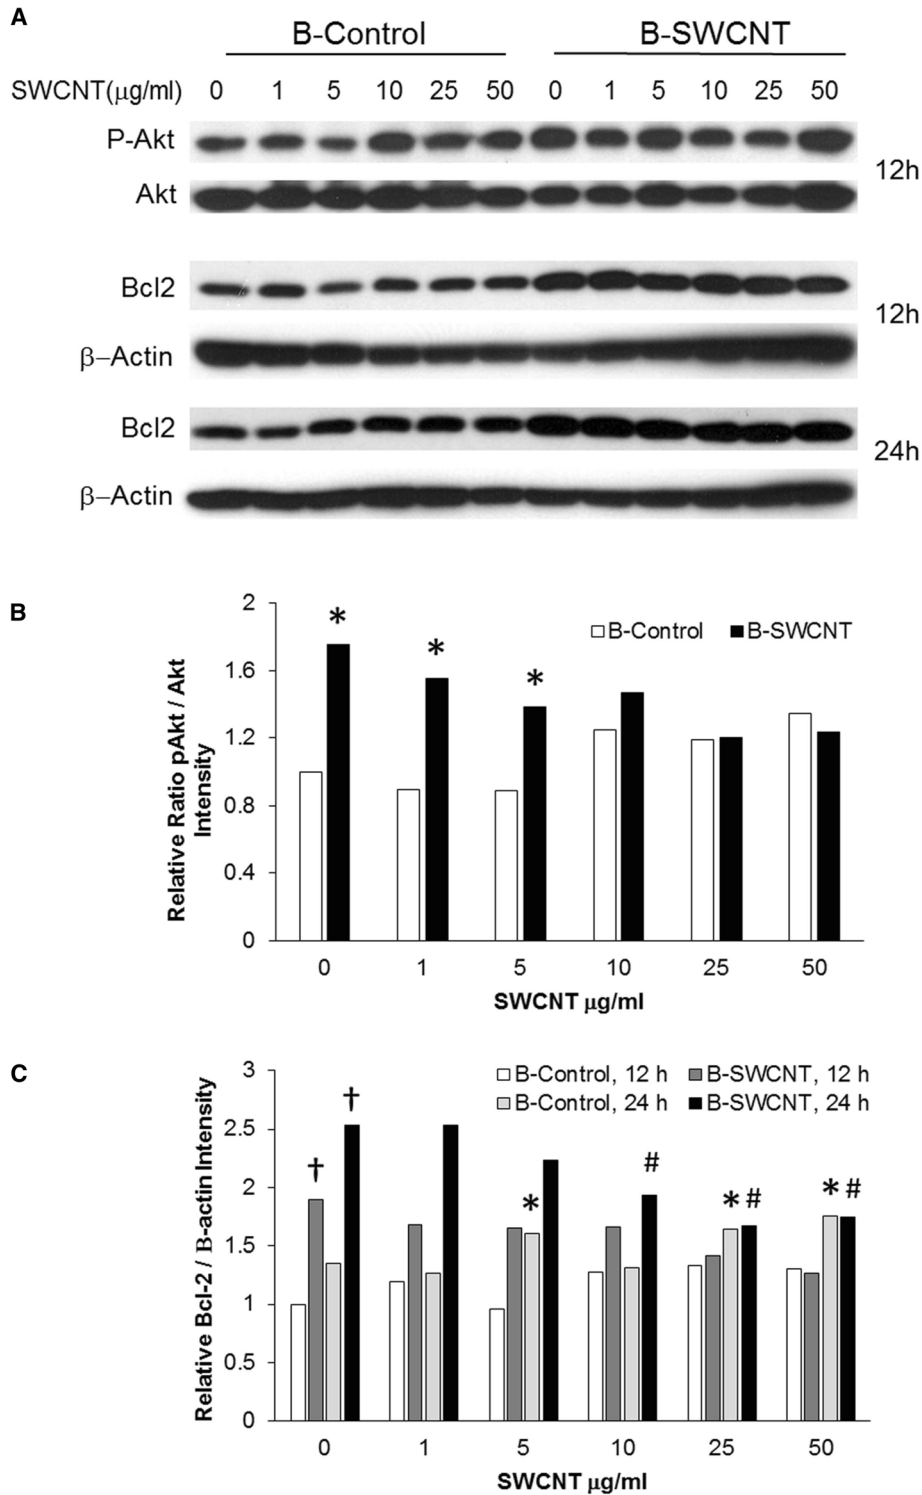 A
B-Control B-SWCNT
SWCNT(μg/ml) 0 1 5 10 25 50 0 1 5 10 25 50
P-Akt
12h
Akt
Bcl2
12h
β–Actin
Bcl2
24h
β–Actin
B
2
1.6
1.2
0.8
0.4
0
Relative Ratio pAkt / Akt
Intensity
* * *
B-Control B-SWCNT
0 1 5 10 25 50
SWCNT μg/ml
C
3
2.5
2
1.5
1
0.5
0
Relative Bcl-2 / B-actin Intensity
B-Control, 12 h B-SWCNT, 12 h
B-Control, 24 h B-SWCNT, 24 h
† † * # * # * #
0 1 5 10 25 50
SWCNT μg/ml